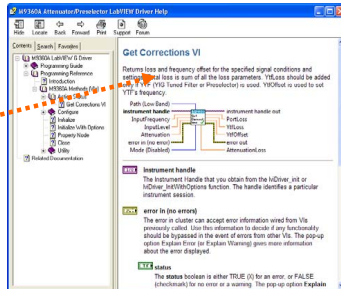 M9360A Attenuator/Preselector LabVIEW Driver Help
Hide Locate Back Forward Print Support Forum
Contents Search Favorites
M9360A LabVIEW G Driver
Programming Guide
Programming Reference
Introduction
M9360A Methods (VIs)
Get Corrections VI
Configure
Initialize
Initialize With Options
Property Node
Close
Utility
Related Documentation
Get Corrections VI
Returns loss and frequency offset for the specified signal conditions and
settings. Total loss is sum of all the loss parameters. YtfLoss should be added
only if YTF (YIG Tuned Filter or Preselector) is used. YtfOffset is used to set
YTF's frequency.
Path (Low Band)
instrument handle instrument handle out
InputFrequency PortLoss
InputLevel YtfLoss
Attenuation YtfOffset
error in (no error) error out
Mode (Disabled) AttenuationLoss
instrument handle
The Instrument Handle that you obtain from the IviDriver_init or
IviDriver_InitWithOptions function. The handle identifies a particular
instrument session.
error in (no errors)
The error in cluster can accept error information wired from VIs
previously called. Use this information to decide if any functionality
should be bypassed in the event of errors from other VIs. The pop-up
option Explain Error (or Explain Warning) gives more information
about the error displayed.
status
The status boolean is either TRUE (X) for an error, or FALSE
(checkmark) for no error or a warning. The pop-up option Explain